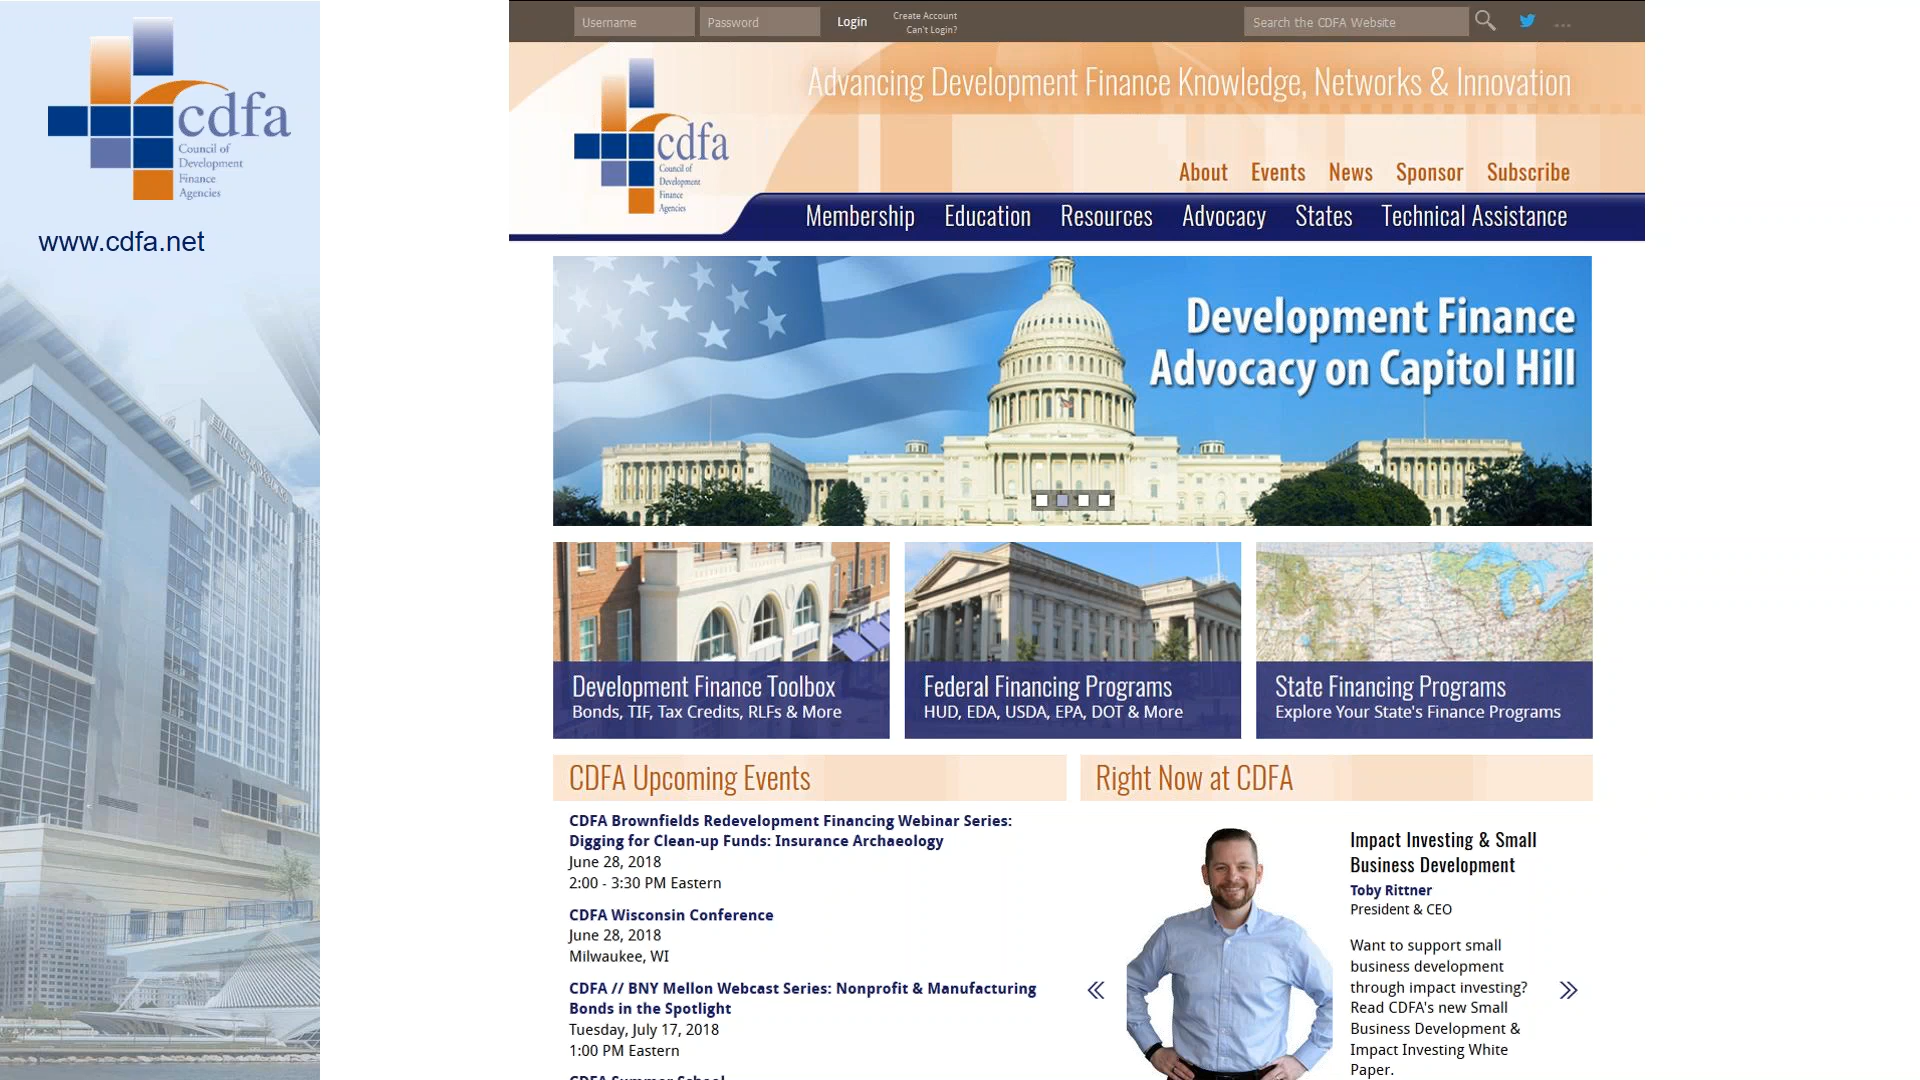 cdfa
Council of
Development
Finance
Agencies
www.cdfa.net
Username
Password
Login
Create Account
Can't Login?
Search the CDFA Website
Advancing Development Finance Knowledge, Networks & Innovation
cdfa
Council of
Development
Finance
Agencies
About Events News Sponsor Subscribe
Membership Education Resources Advocacy States Technical Assistance
Development Finance
Advocacy on Capitol Hill
Development Finance Toolbox
Bonds, TIF, Tax Credits, RLFs & More
Federal Financing Programs
HUD, EDA, USDA, EPA, DOT & More
State Financing Programs
Explore Your State's Finance Programs
CDFA Upcoming Events
CDFA Brownfields Redevelopment Financing Webinar Series:
Digging for Clean-up Funds: Insurance Archaeology
June 28, 2018
2:00 - 3:30 PM Eastern
CDFA Wisconsin Conference
June 28, 2018
Milwaukee, WI
CDFA // BNY Mellon Webcast Series: Nonprofit & Manufacturing
Bonds in the Spotlight
Tuesday, July 17, 2018
1:00 PM Eastern
CDFA Summer School
Right Now at CDFA
Impact Investing & Small
Business Development
Toby Rittner
President & CEO
Want to support small
business development
through impact investing?
Read CDFA's new Small
Business Development &
Impact Investing White
Paper.